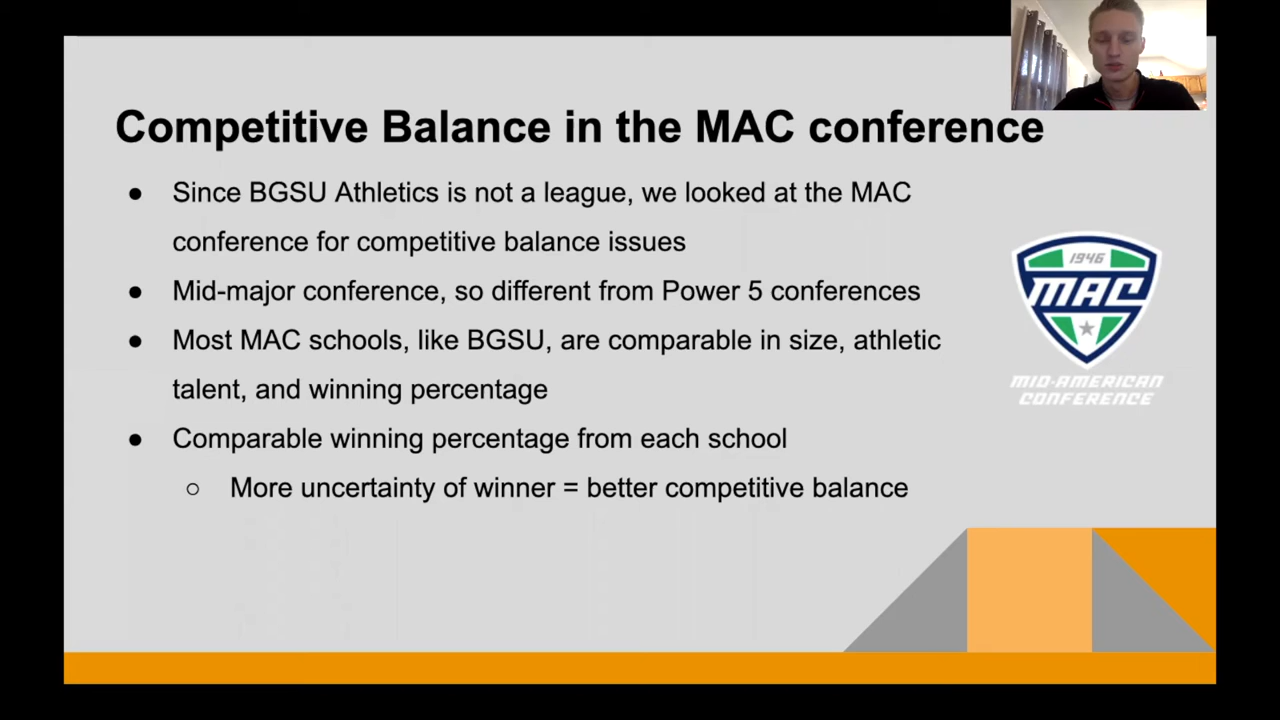 Competitive Balance in the MAC conference
● Since BGSU Athletics is not a league, we looked at the MAC
conference for competitive balance issues
● Mid-major conference, so different from Power 5 conferences
● Most MAC schools, like BGSU, are comparable in size, athletic
talent, and winning percentage
● Comparable winning percentage from each school
○ More uncertainty of winner = better competitive balance
1946
MAC
MID-AMERICAN
CONFERENCE